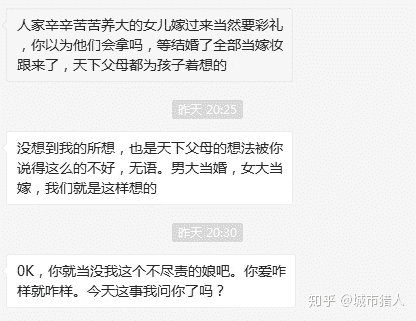 人家辛辛苦苦养大的女儿嫁过来当然要彩礼
，你以为他们会拿吗，等结婚了全部当嫁妆
跟来了，天下父母都为孩子着想的
昨天 20:25
没想到我的所想，也是天下父母的想法被你
说得这么的不好，无语。男大当婚，女大当
嫁，我们就是这样想的
昨天 20:30
OK，你就当没我这个不尽责的娘吧。你爱咋
样就咋样。今天这事我问你了吗？
知乎 @城市猎人